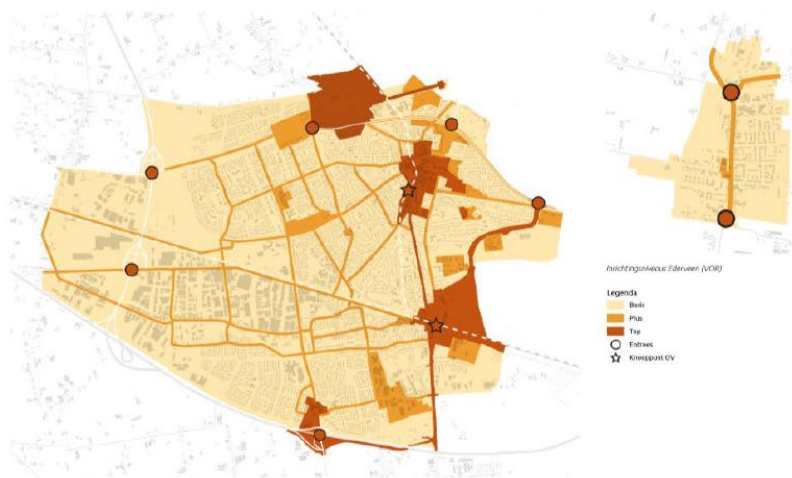 Inrichtingsniveaus Ederveen (VOR)
Legenda
Basis
Plus
Top
Entrees
Knooppunt OV